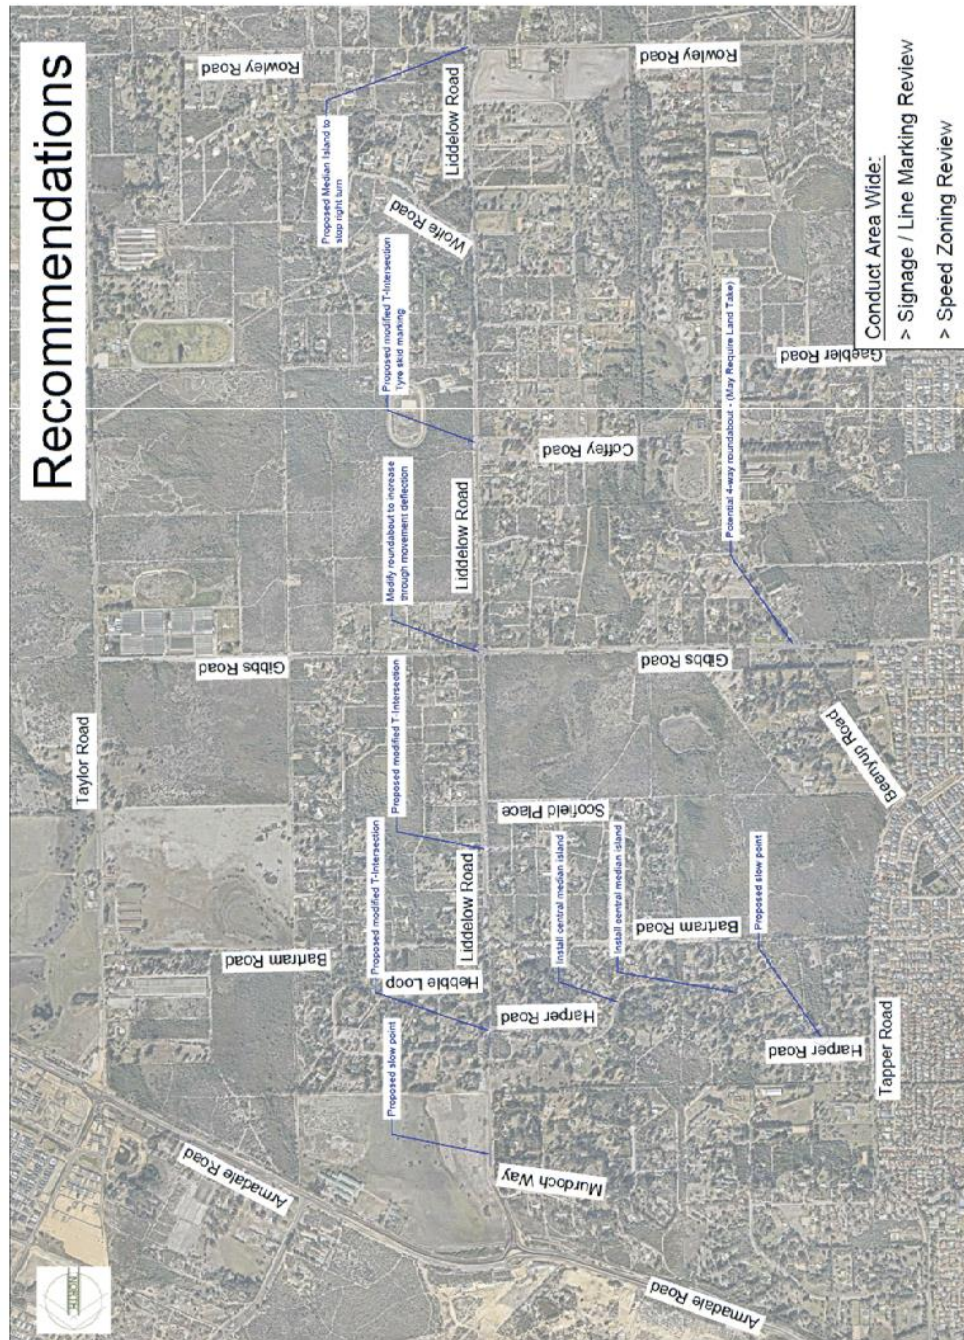 Recommendations
NORTH
Armadale Road
Taylor Road
Rowley Road
Bartram Road
Gibbs Road
Proposed slow point
Proposed modified T-Intersection
Proposed modified T-Intersection
Modify roundabout to increase
through movement deflection
Proposed modified T-Intersection
Tyre skid marking
Proposed Median Island to
stop right turn
Hebble Loop
Wolfe Road
Liddelow Road
Liddelow Road
Liddelow Road
Murdoch Way
Harper Road
Scofield Place
Coffey Road
Install central median island
Install central median island
Bartram Road
Gibbs Road
Rowley Road
Armadale Road
Proposed slow point
Potential 4-way roundabout - (May Require Land Take)
Harper Road
Beenyup Road
Gaebler Road
Tapper Road
Conduct Area Wide:
> Signage / Line Marking Review
> Speed Zoning Review